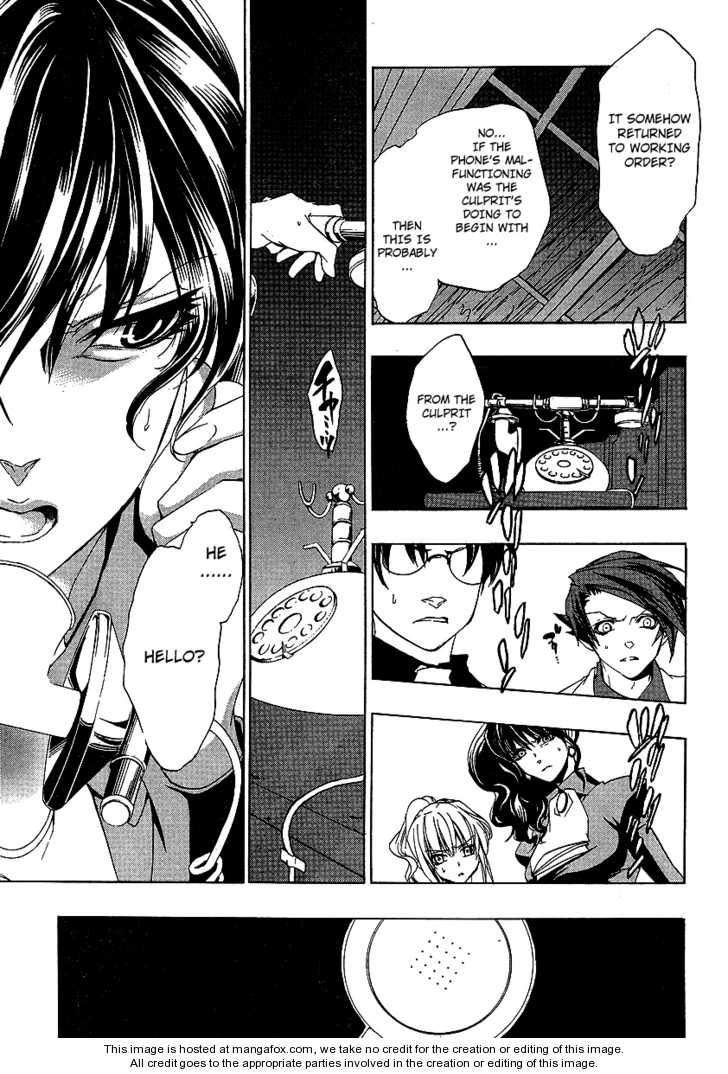 IT SOMEHOW
RETURNED
TO WORKING
ORDER?
NO...
IF THE
PHONE'S MAL-
FUNCTIONING
WAS THE
CULPRIT'S
DOING TO
BEGIN WITH
...
THEN
THIS IS
PROBABLY
...
FROM THE
CULPRIT
...?
チャ…ッ
HE
......
HELLO?
This image is hosted at mangafox.com, we take no credit for the creation or editing of this image.
All credit goes to the appropriate parties involved in the creation or editing of this image.